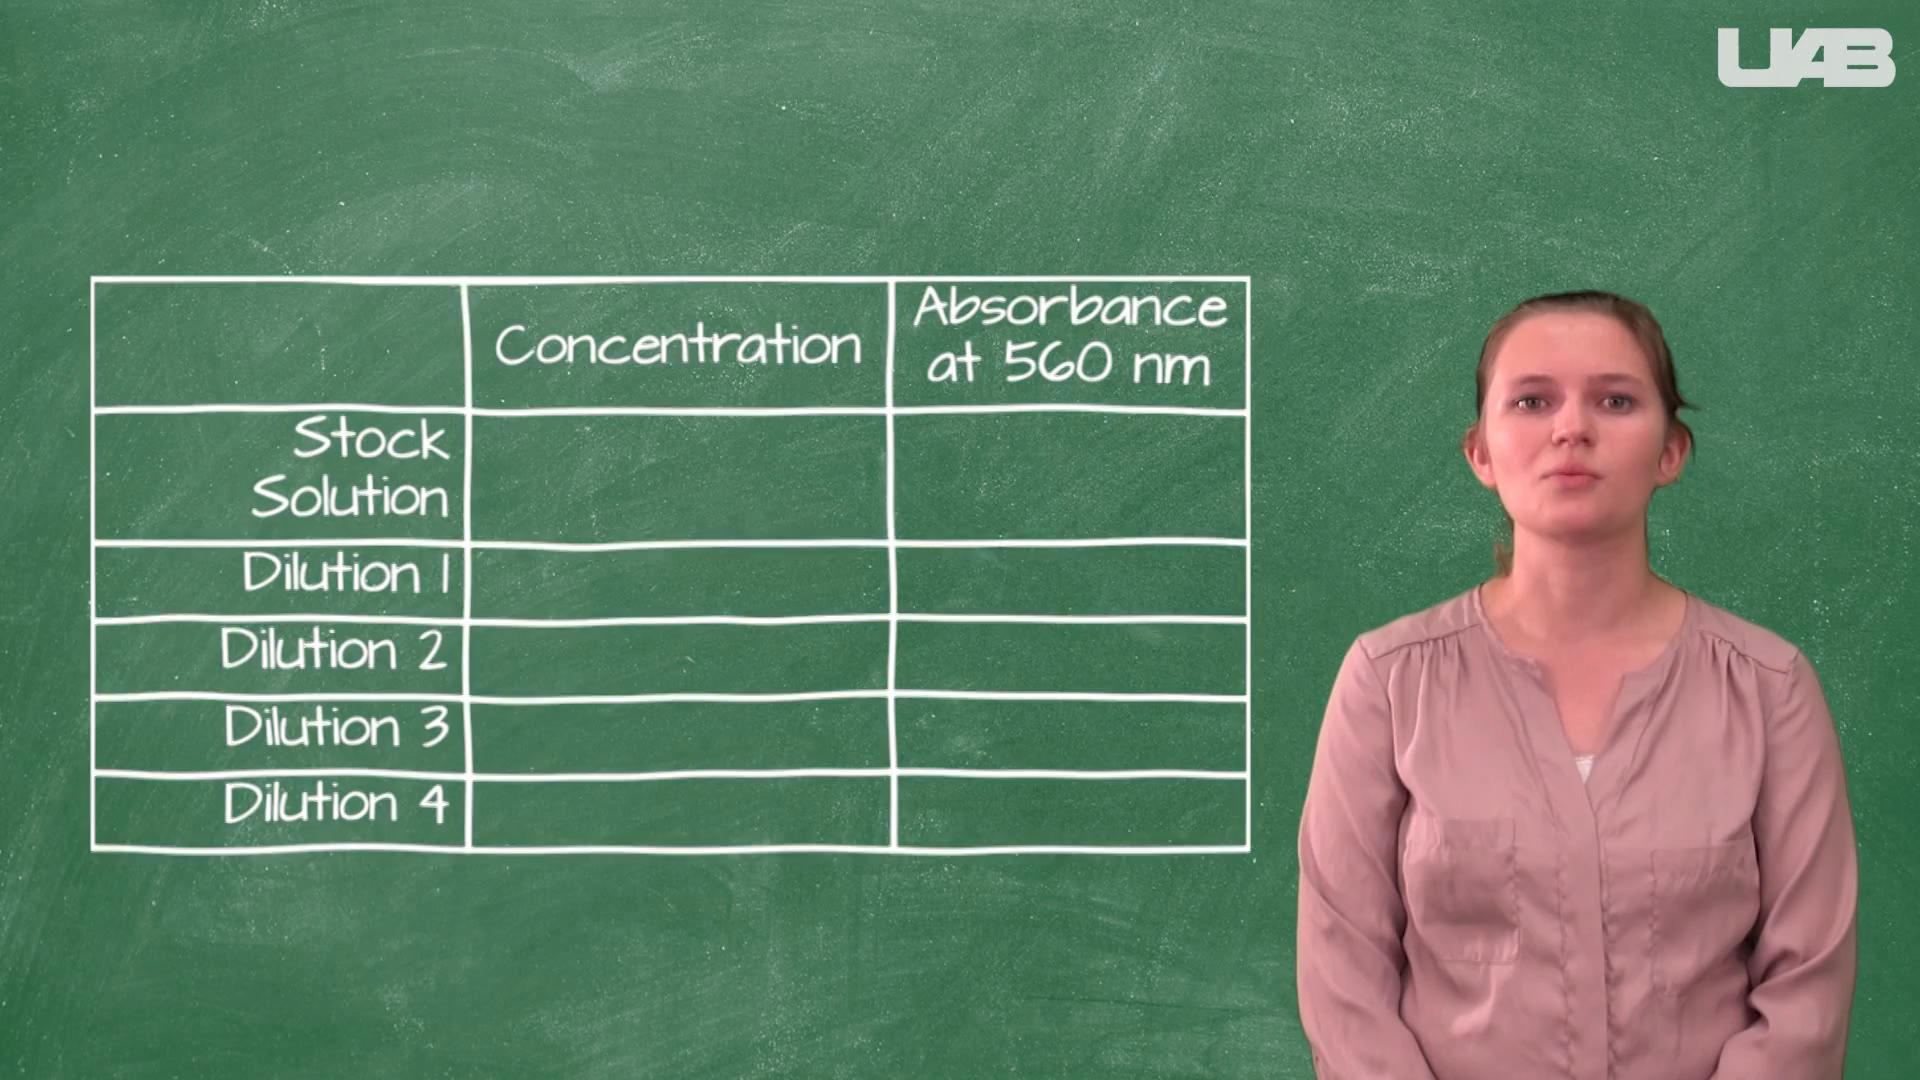 UAB
Concentration
Absorbance
at 560 nm
Stock
Solution
Dilution 1
Dilution 2
Dilution 3
Dilution 4